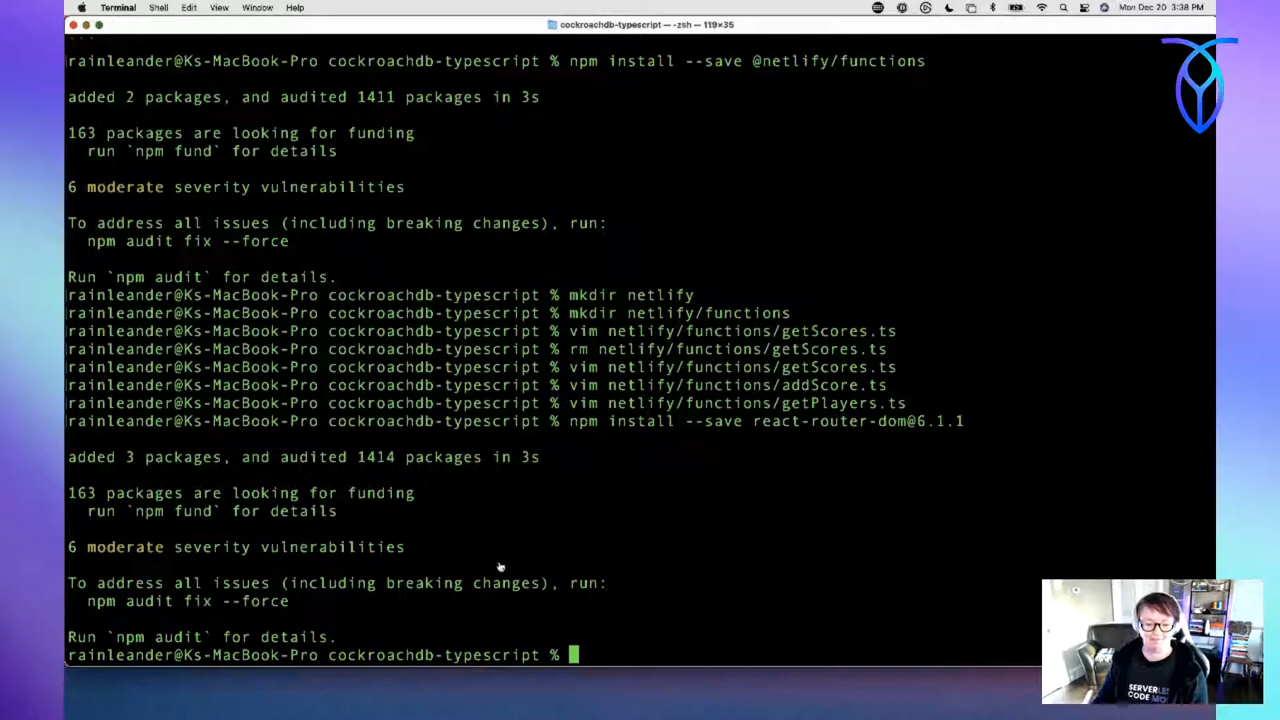 Terminal Shell Edit View Window Help Mon Dec 20 3:38 PM
cockroachdb-typescript — -zsh — 119×35
```
rainleander@Ks-MacBook-Pro cockroachdb-typescript % npm install --save @netlify/functions
added 2 packages, and audited 1411 packages in 3s
163 packages are looking for funding
run `npm fund` for details
6 moderate severity vulnerabilities
To address all issues (including breaking changes), run:
npm audit fix --force
Run `npm audit` for details.
rainleander@Ks-MacBook-Pro cockroachdb-typescript % mkdir netlify
rainleander@Ks-MacBook-Pro cockroachdb-typescript % mkdir netlify/functions
rainleander@Ks-MacBook-Pro cockroachdb-typescript % vim netlify/functions/getScores.ts
rainleander@Ks-MacBook-Pro cockroachdb-typescript % rm netlify/functions/getScores.ts
rainleander@Ks-MacBook-Pro cockroachdb-typescript % vim netlify/functions/getScores.ts
rainleander@Ks-MacBook-Pro cockroachdb-typescript % vim netlify/functions/addScore.ts
rainleander@Ks-MacBook-Pro cockroachdb-typescript % vim netlify/functions/getPlayers.ts
rainleander@Ks-MacBook-Pro cockroachdb-typescript % npm install --save react-router-dom@6.1.1
added 3 packages, and audited 1414 packages in 3s
163 packages are looking for funding
run `npm fund` for details
6 moderate severity vulnerabilities
To address all issues (including breaking changes), run:
npm audit fix --force
Run `npm audit` for details.
rainleander@Ks-MacBook-Pro cockroachdb-typescript %
SERVERLES
CODE MO